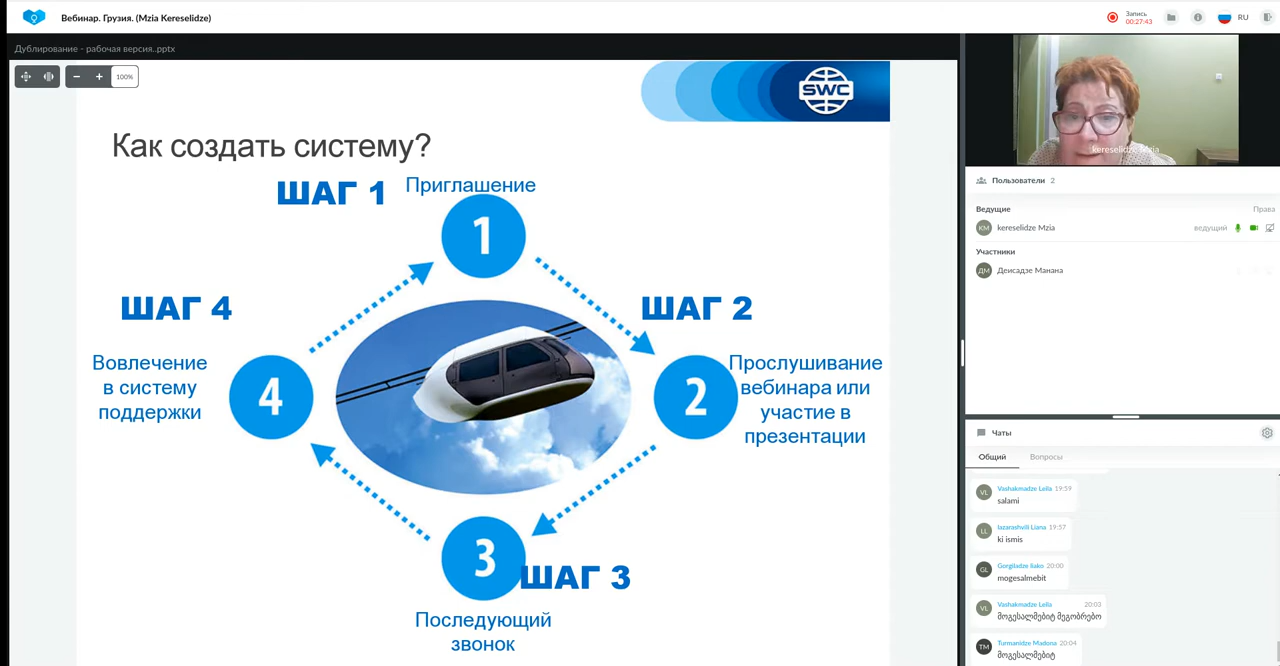 Вебинар. Грузия. (Mzia Kereselidze)
Запись
00:27:43
RU
Дублирование - рабочая версия..pptx
100%
SWC
Как создать систему?
ШАГ 1
Приглашение
1
ШАГ 2
2
Прослушивание
вебинара или
участие в
презентации
ШАГ 3
3
Последующий
звонок
ШАГ 4
4
Вовлечение
в систему
поддержки
kereselidze Mzia
Пользователи 2
Ведущие
Права
KM
kereselidze Mzia
ведущий
Участники
ДМ
Деисадзе Манана
Чаты
Общий
Вопросы
VL
Vashakmadze Leila 19:59
salami
LL
lazarashvili Liana 19:57
ki ismis
GL
Gorgiladze liako 20:00
mogesalmebit
VL
Vashakmadze Leila 20:03
მოგესალმებიტ მეგობრებო
TM
Turmanidze Madona 20:04
მოგესალმებიტ